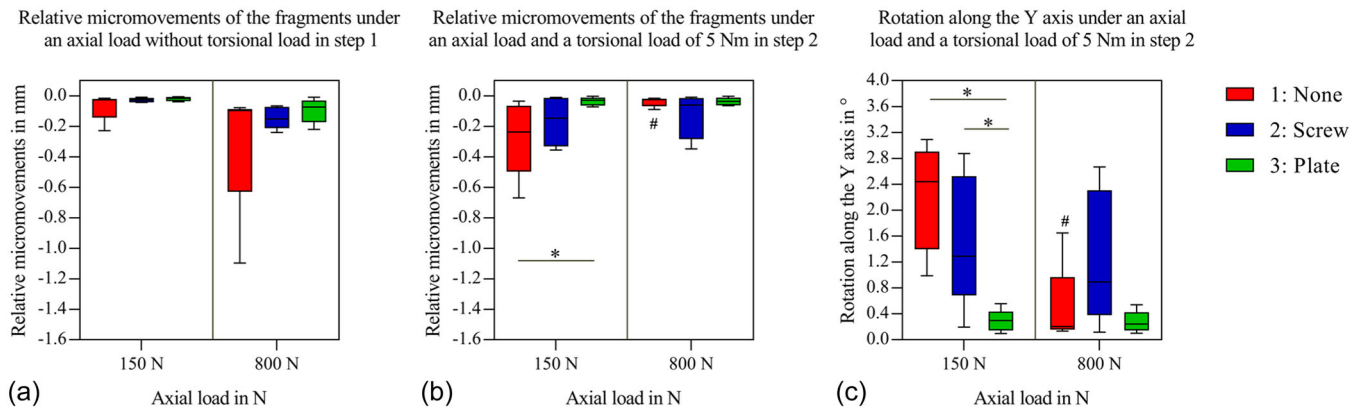 Relative micromovements of the fragments under
an axial load without torsional load in step 1
Relative micromovements in mm
0.0
-0.2
-0.4
-0.6
-0.8
-1.0
-1.2
-1.4
-1.6
150 N
800 N
(a)
Axial load in N
Relative micromovements of the fragments under
an axial load and a torsional load of 5 Nm in step 2
Relative micromovements in mm
0.0
-0.2
-0.4
-0.6
-0.8
-1.0
-1.2
-1.4
-1.6
#
*
150 N
800 N
(b)
Axial load in N
Rotation along the Y axis under an axial
load and a torsional load of 5 Nm in step 2
Rotation along the Y axis in °
4.0
3.6
3.2
2.8
2.4
2.0
1.6
1.2
0.8
0.4
0.0
*
*
#
150 N
800 N
(c)
Axial load in N
1: None
2: Screw
3: Plate